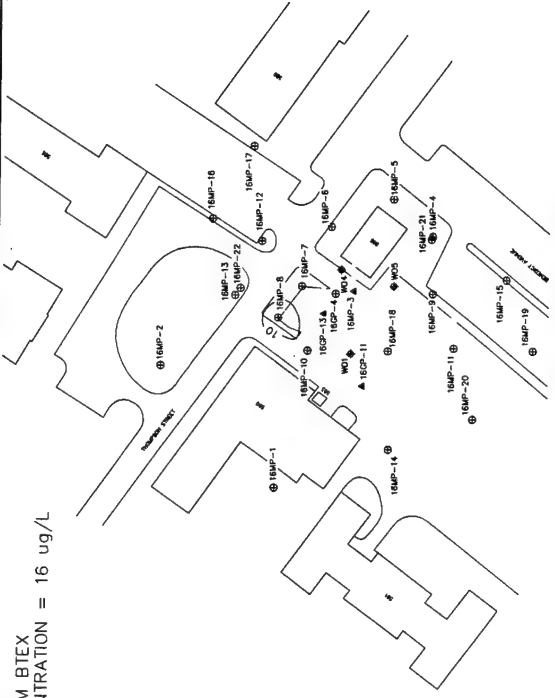 M BTEX
NTRATION = 16 ug/L
16MP-16
16MP-17
16MP-12
16MP-13
16MP-22
16MP-6
16MP-5
16MP-2
16MP-7
16MP-8
10
16MP-21
16MP-4
WO4
WO5
16GP-4
16MP-3
16GP-13
THOMPSON STREET
16MP-10
WO1
16GP-11
16MP-18
16MP-9
BENEDICT AVENUE
16MP-15
16MP-19
16MP-11
16MP-20
16MP-1
16MP-14